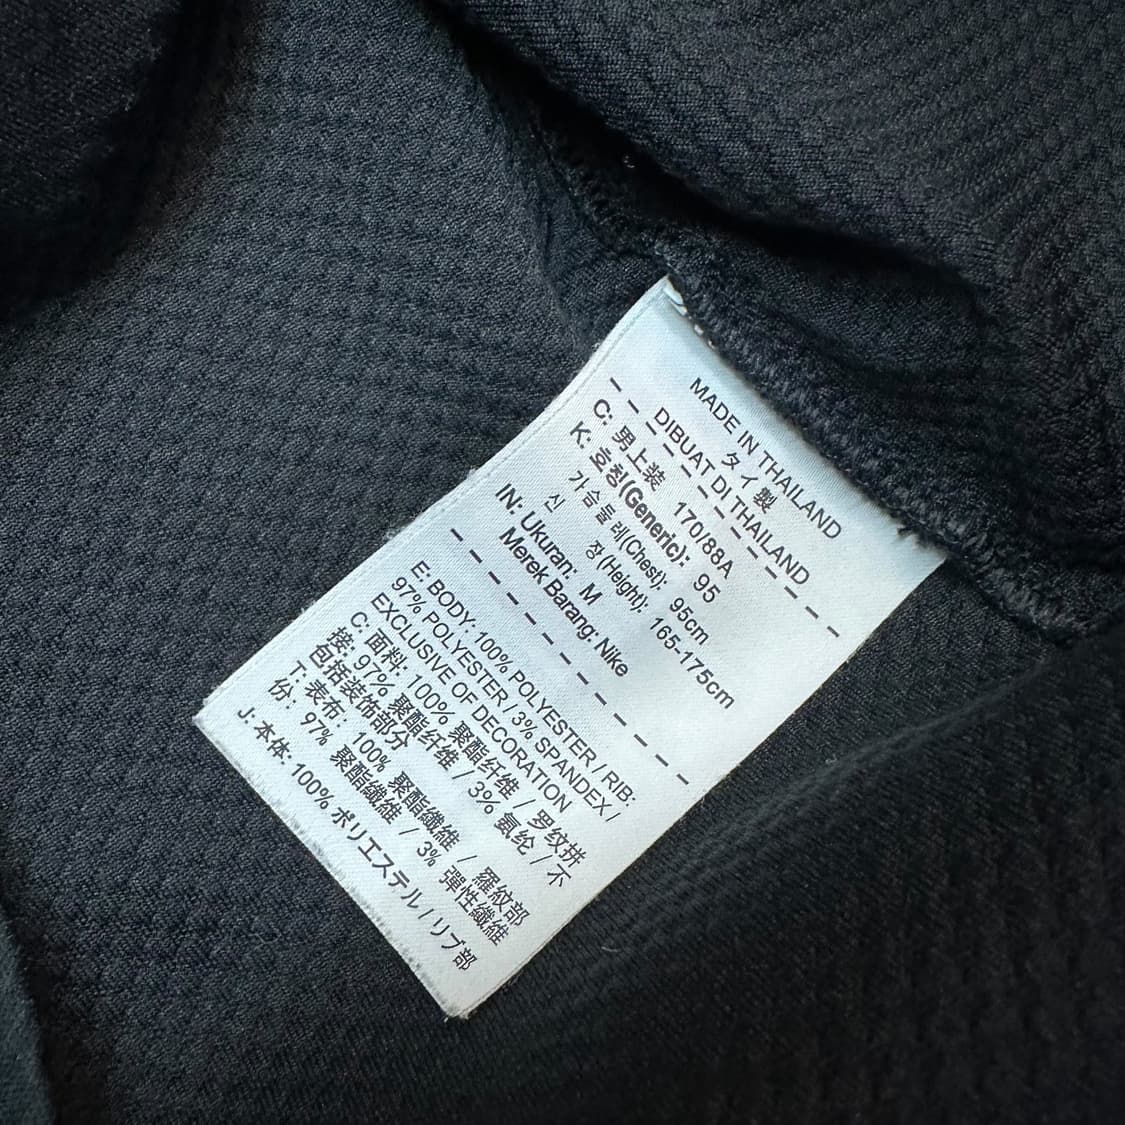 MADE IN THAILAND
タイ製
DIBUAT DI THAILAND
C: 男上装 170/88A
K: 호칭(Generic): 95
가슴둘레(Chest): 95cm
신 장(Height): 165-175cm
IN: Ukuran: M
Merek Barang: Nike
E: BODY: 100% POLYESTER / RIB:
97% POLYESTER / 3% SPANDEX /
EXCLUSIVE OF DECORATION
C: 面料: 100% 聚酯纤维 / 罗纹拼
接: 97% 聚酯纤维 / 3% 氨纶 / 不
包括装饰部分
T: 表布: 100% 聚酯纖維 / 羅紋部
份: 97% 聚酯纖維 / 3% 彈性纖維
J: 本体: 100% ポリエステル / リブ部